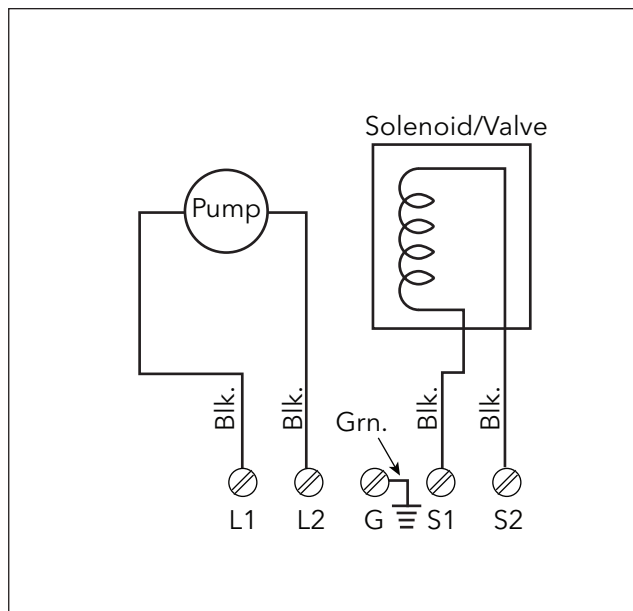 Solenoid/Valve
Pump
Blk.
Blk.
Grn.
Blk.
Blk.
L1
L2
G
S1
S2